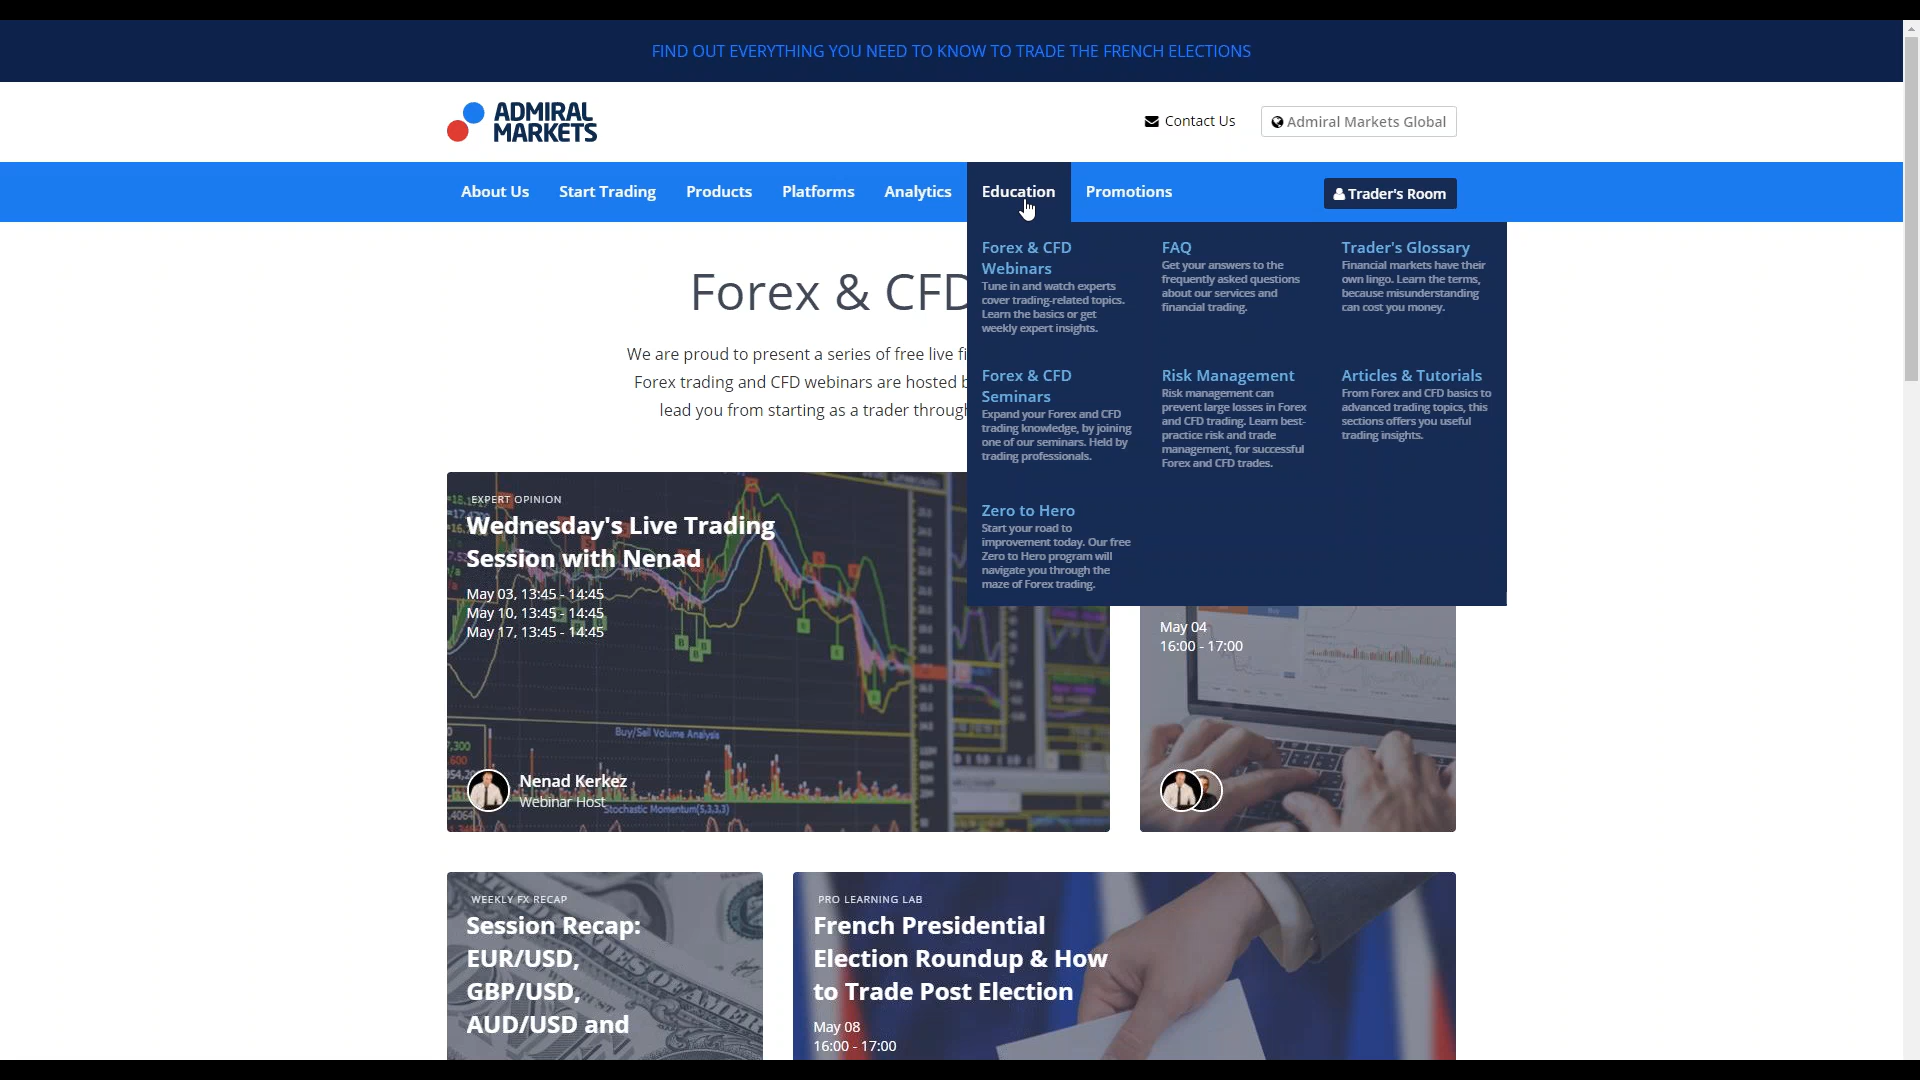 FIND OUT EVERYTHING YOU NEED TO KNOW TO TRADE THE FRENCH ELECTIONS
ADMIRAL
MARKETS
Contact Us
Admiral Markets Global
About Us
Start Trading
Products
Platforms
Analytics
Education
Promotions
Trader's Room
Forex & CFD
We are proud to present a series of free live
Forex trading and CFD webinars are hosted
lead you from starting as a trader through
Forex & CFD
Webinars
Tune in and watch experts
cover trading-related topics.
Learn the basics or get
weekly expert insights.
FAQ
Get your answers to the
frequently asked questions
about our services and
financial trading.
Trader's Glossary
Financial markets have their
own lingo. Learn the terms,
because misunderstanding
can cost you money.
Forex & CFD
Seminars
Expand your Forex and CFD
trading knowledge, by joining
one of our seminars. Held by
trading professionals.
Risk Management
Risk management can
prevent large losses in Forex
and CFD trading. Learn best-
practice risk and trade
management, for successful
Forex and CFD trades.
Articles & Tutorials
From Forex and CFD basics to
advanced trading topics, this
sections offers you useful
trading insights.
Zero to Hero
Start your road to
improvement today. Our free
Zero to Hero program will
navigate you through the
maze of Forex trading.
EXPERT OPINION
Wednesday's Live Trading
Session with Nenad
May 03, 13:45 - 14:45
May 10, 13:45 - 14:45
May 17, 13:45 - 14:45
Buy/Sell Volume Analysis
Nenad Kerkez
Webinar Host
Stochastic Momentum(5,3,3,3)
Buy
May 04
16:00 - 17:00
WEEKLY FX RECAP
Session Recap:
EUR/USD,
GBP/USD,
AUD/USD and
PRO LEARNING LAB
French Presidential
Election Roundup & How
to Trade Post Election
May 08
16:00 - 17:00